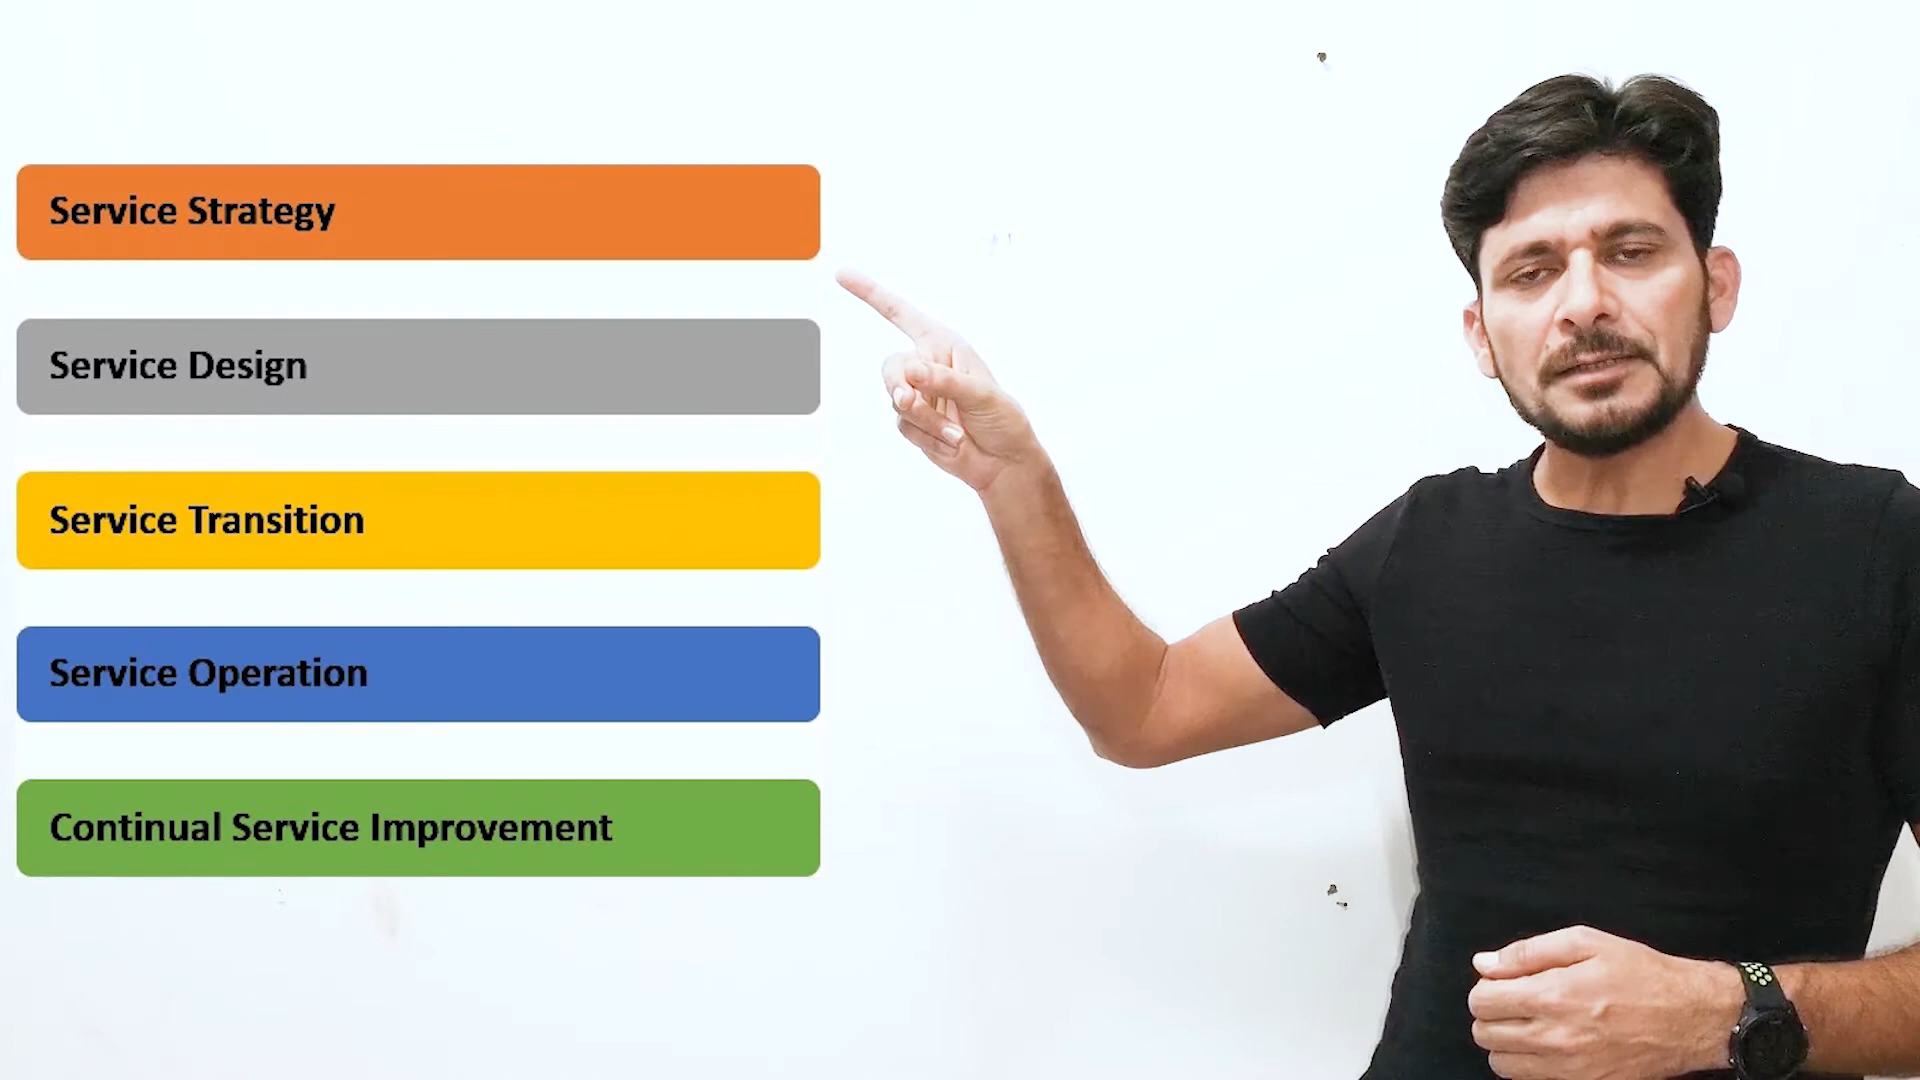 Service Strategy
Service Design
Service Transition
Service Operation
Continual Service Improvement